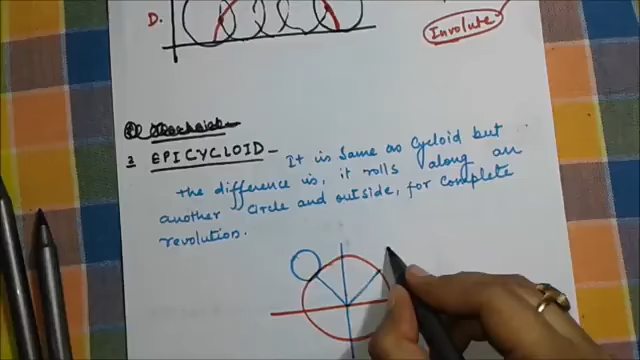 D.
Involute
3 EPICYCLOID - It is same as cycloid but
the difference is, it rolls along an
another circle and outside, for complete
revolution.